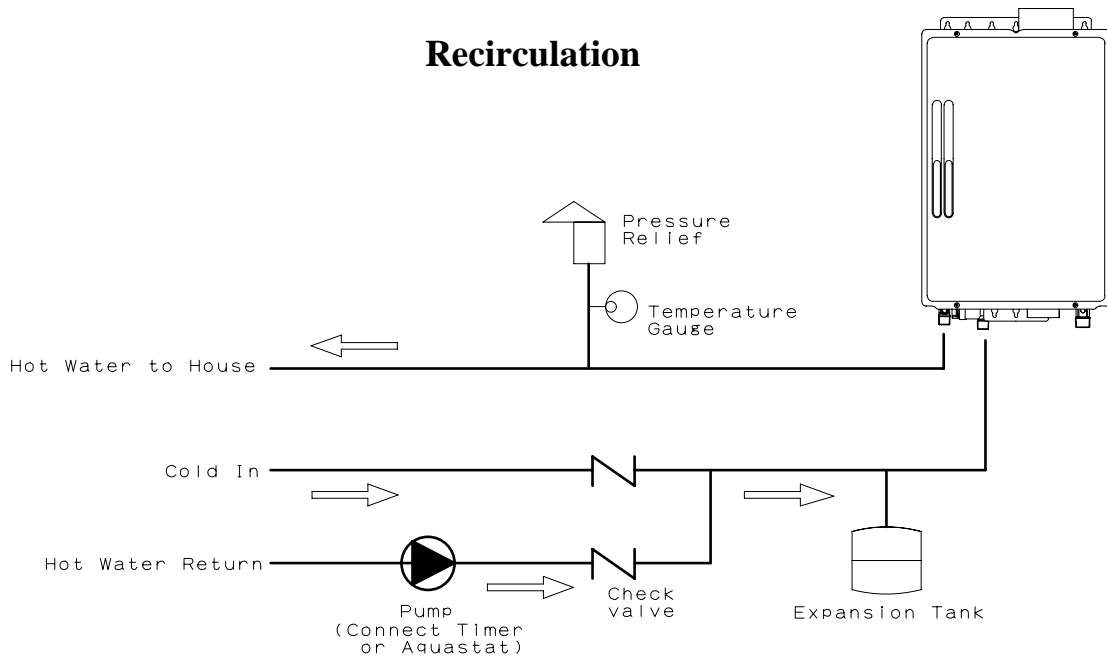 Recirculation
Pressure
Relief
Temperature
Gauge
Hot Water to House
Cold In
Hot Water Return
Pump
(Connect Timer
or Aquastat)
Check
valve
Expansion Tank